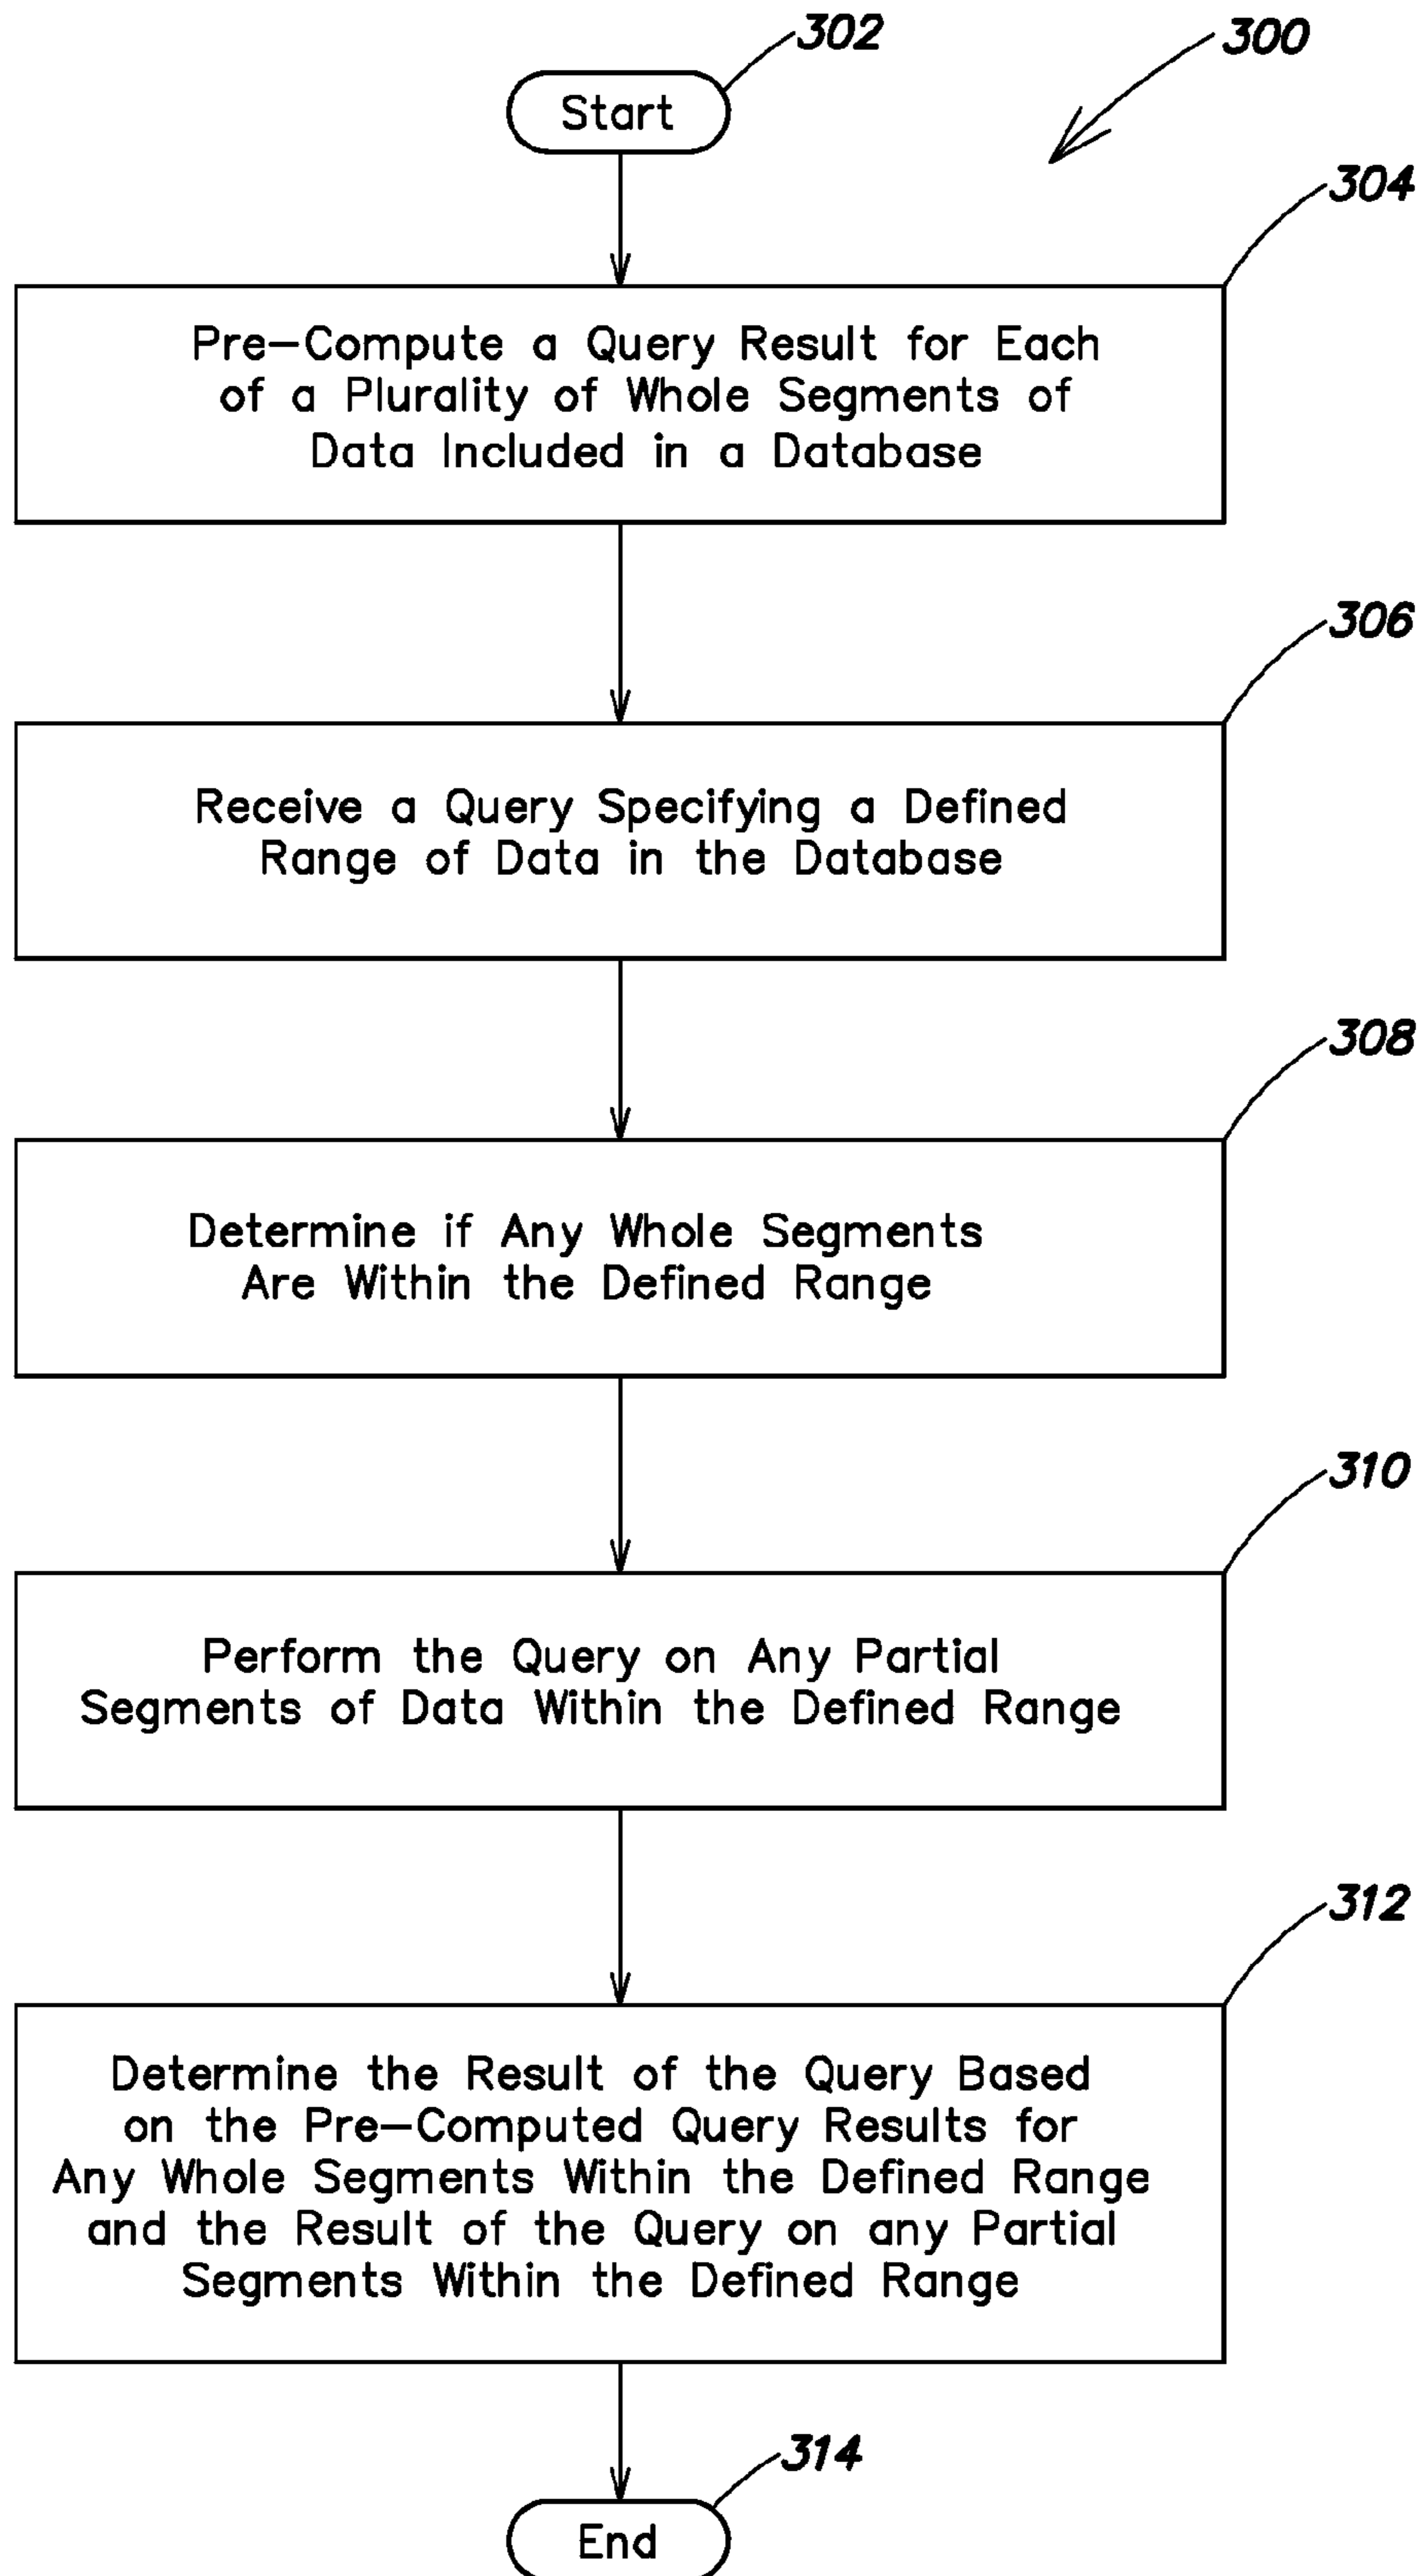 302
300
Start
304
Pre-Compute a Query Result for Each
of a Plurality of Whole Segments of
Data Included in a Database
306
Receive a Query Specifying a Defined
Range of Data in the Database
308
Determine if Any Whole Segments
Are Within the Defined Range
310
Perform the Query on Any Partial
Segments of Data Within the Defined Range
312
Determine the Result of the Query Based
on the Pre-Computed Query Results for
Any Whole Segments Within the Defined Range
and the Result of the Query on any Partial
Segments Within the Defined Range
314
End